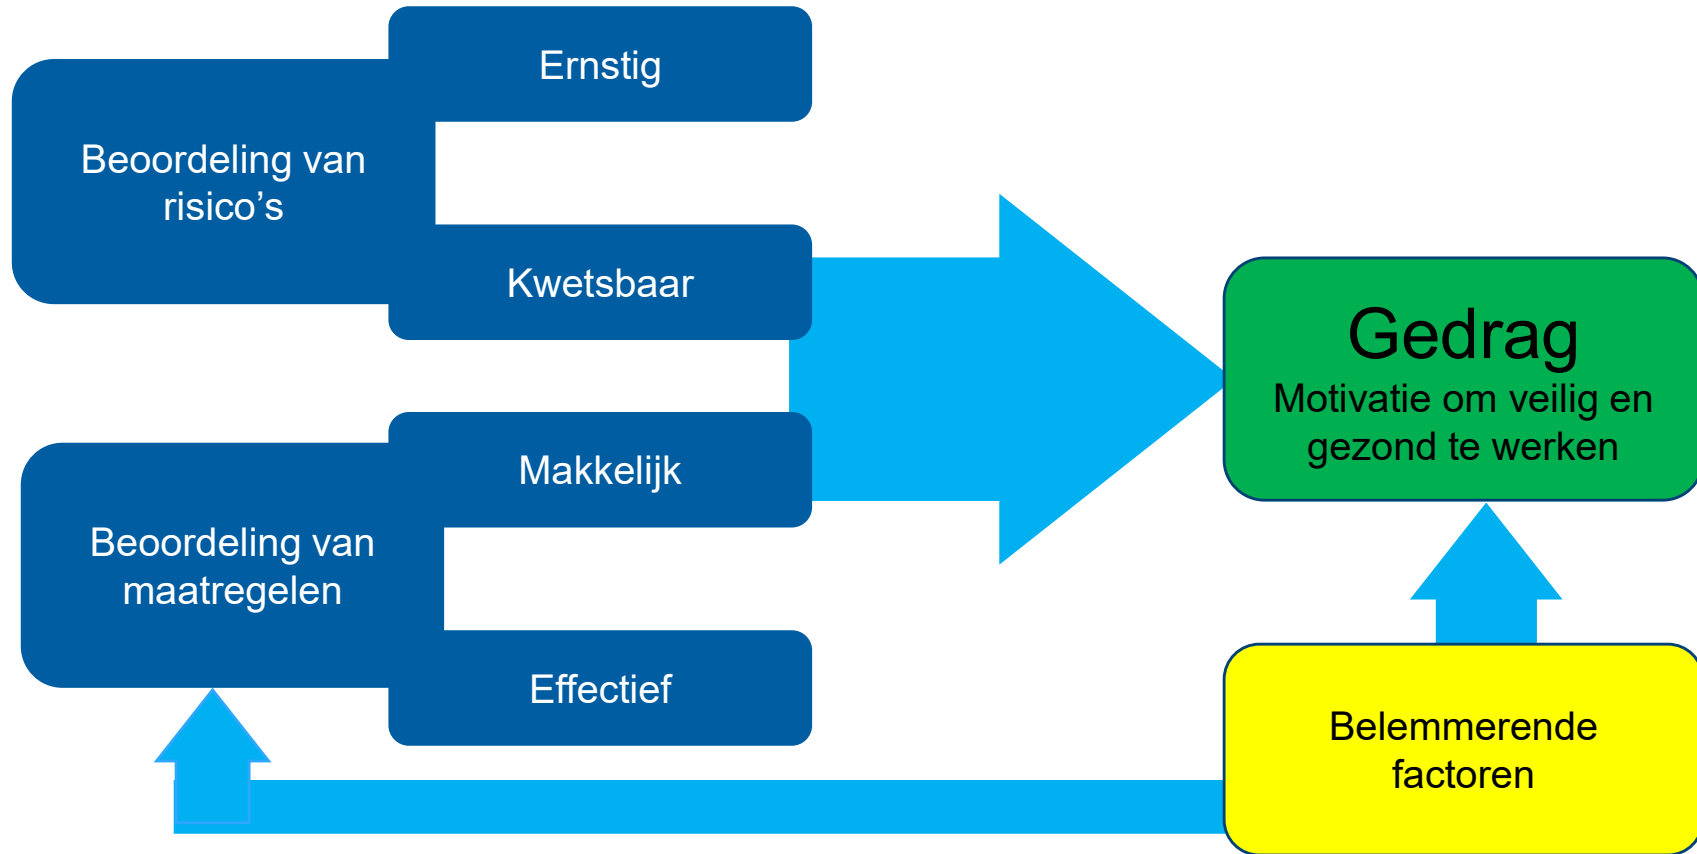 Ernstig
Beoordeling van
risico’s
Kwetsbaar
Makkelijk
Beoordeling van
maatregelen
Effectief
Gedrag
Motivatie om veilig en
gezond te werken
Belemmerende
factoren